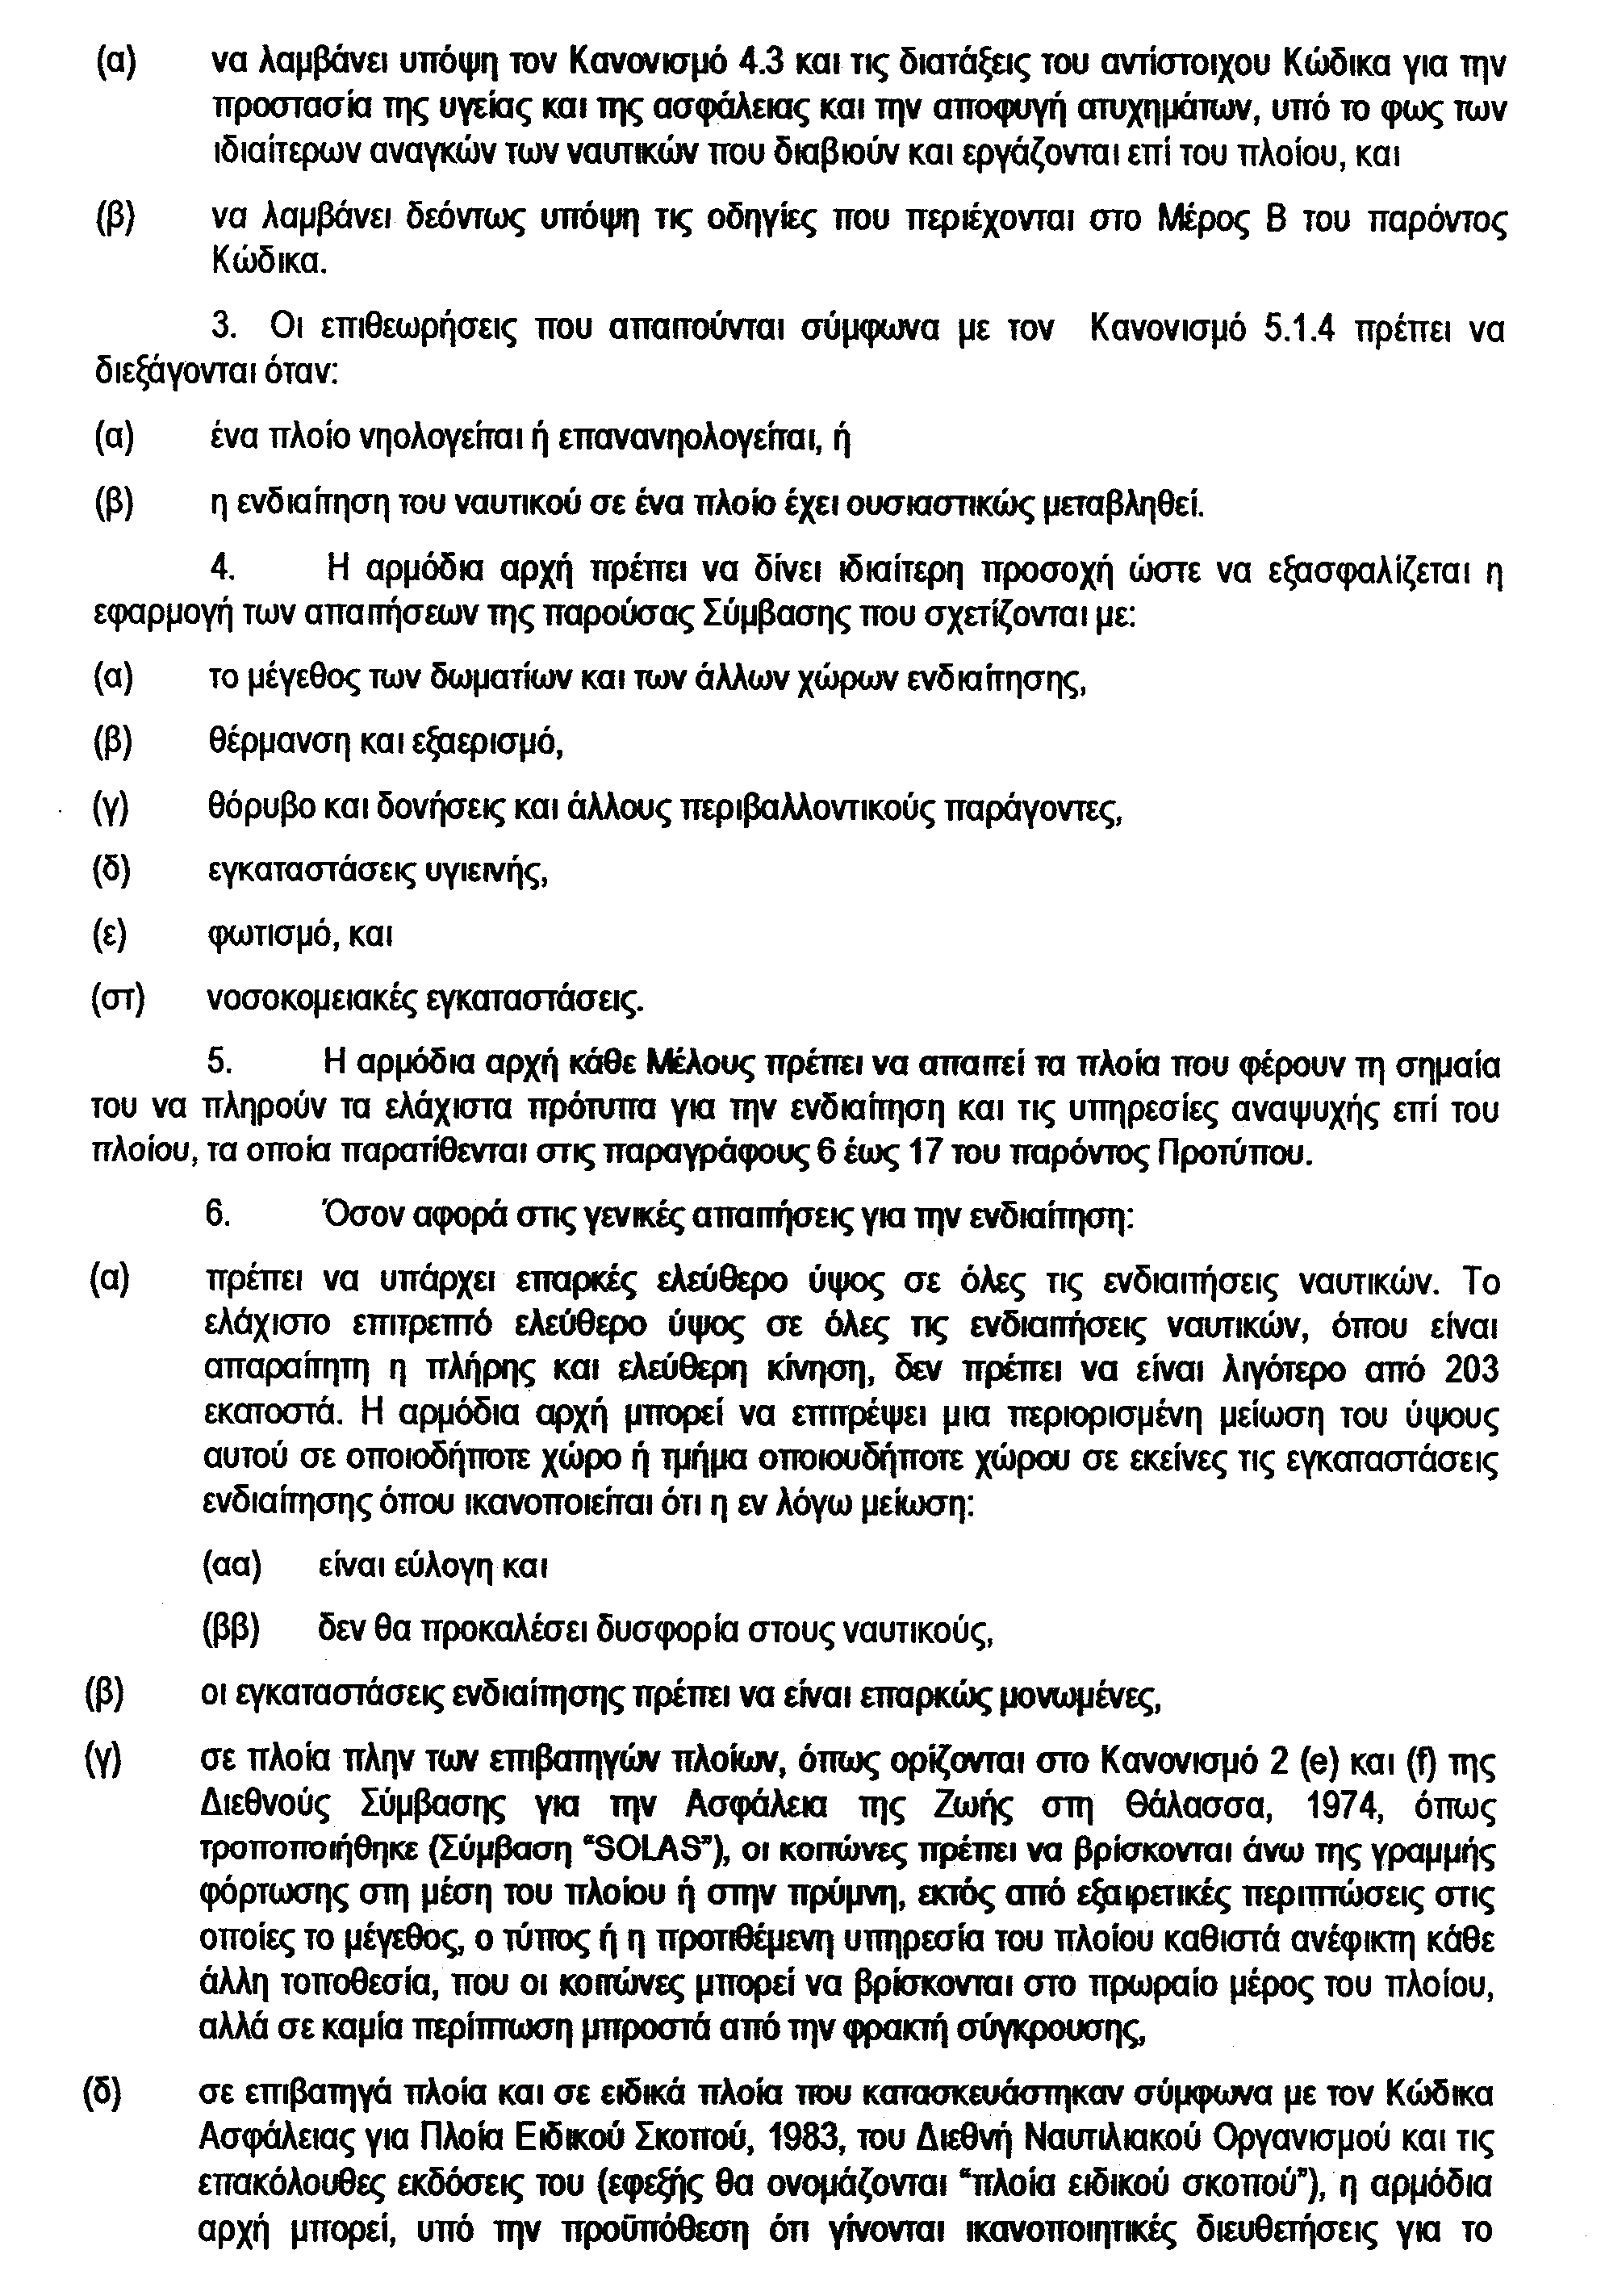 (α) να λαμβάνει υπόψη τον Κανονισμό 4.3 και τις διατάξεις του αντίστοιχου Κώδικα για την
προστασία της υγείας και της ασφάλειας και την αποφυγή ατυχημάτων, υπό το φως των
ιδιαίτερων αναγκών των ναυτικών που διαβιούν και εργάζονται επί του πλοίου, και
(β) να λαμβάνει δεόντως υπόψη τις οδηγίες που περιέχονται στο Μέρος Β του παρόντος
Κώδικα.
3. Οι επιθεωρήσεις που απαιτούνται σύμφωνα με τον Κανονισμό 5.1.4 πρέπει να
διεξάγονται όταν:
(α) ένα πλοίο νηολογείται ή επανανηολογείται, ή
(β) η ενδιαίτηση του ναυτικού σε ένα πλοίο έχει ουσιαστικώς μεταβληθεί.
4. Η αρμόδια αρχή πρέπει να δίνει ιδιαίτερη προσοχή ώστε να εξασφαλίζεται η
εφαρμογή των απαιτήσεων της παρούσας Σύμβασης που σχετίζονται με:
(α) το μέγεθος των δωματίων και των άλλων χώρων ενδιαίτησης,
(β) θέρμανση και εξαερισμό,
(γ) θόρυβο και δονήσεις και άλλους περιβαλλοντικούς παράγοντες,
(δ) εγκαταστάσεις υγιεινής,
(ε) φωτισμό, και
(στ) νοσοκομειακές εγκαταστάσεις.
5. Η αρμόδια αρχή κάθε Μέλους πρέπει να απαιτεί τα πλοία που φέρουν τη σημαία
του να πληρούν τα ελάχιστα πρότυπα για την ενδιαίτηση και τις υπηρεσίες αναψυχής επί του
πλοίου, τα οποία παρατίθενται στις παραγράφους 6 έως 17 του παρόντος Προτύπου.
6. Όσον αφορά στις γενικές απαιτήσεις για την ενδιαίτηση:
(α) πρέπει να υπάρχει επαρκές ελεύθερο ύψος σε όλες τις ενδιαιτήσεις ναυτικών. Το
ελάχιστο επιτρεπτό ελεύθερο ύψος σε όλες τις ενδιαιτήσεις ναυτικών, όπου είναι
απαραίτητη η πλήρης και ελεύθερη κίνηση, δεν πρέπει να είναι λιγότερο από 203
εκατοστά. Η αρμόδια αρχή μπορεί να επιτρέψει μια περιορισμένη μείωση του ύψους
αυτού σε οποιοδήποτε χώρο ή τμήμα οποιουδήποτε χώρου σε εκείνες τις εγκαταστάσεις
ενδιαίτησης όπου ικανοποιείται ότι η εν λόγω μείωση:
(αα) είναι εύλογη και
(ββ) δεν θα προκαλέσει δυσφορία στους ναυτικούς,
(β) οι εγκαταστάσεις ενδιαίτησης πρέπει να είναι επαρκώς μονωμένες,
(γ) σε πλοία πλην των επιβατηγών πλοίων, όπως ορίζονται στο Κανονισμό 2 (e) και (f) της
Διεθνούς Σύμβασης για την Ασφάλεια της Ζωής στη Θάλασσα, 1974, όπως
τροποποιήθηκε (Σύμβαση "SOLAS"), οι κοιτώνες πρέπει να βρίσκονται άνω της γραμμής
φόρτωσης στη μέση του πλοίου ή στην πρύμνη, εκτός από εξαιρετικές περιπτώσεις στις
οποίες το μέγεθος, ο τύπος ή η προτιθέμενη υπηρεσία του πλοίου καθιστά ανέφικτη κάθε
άλλη τοποθεσία, που οι κοιτώνες μπορεί να βρίσκονται στο πρωραίο μέρος του πλοίου,
αλλά σε καμία περίπτωση μπροστά από την φρακτή σύγκρουσης,
(δ) σε επιβατηγά πλοία και σε ειδικά πλοία που κατασκευάστηκαν σύμφωνα με τον Κώδικα
Ασφάλειας για Πλοία Ειδικού Σκοπού, 1983, του Διεθνή Ναυτιλιακού Οργανισμού και τις
επακόλουθες εκδόσεις του (εφεξής θα ονομάζονται "πλοία ειδικού σκοπού"), η αρμόδια
αρχή μπορεί, υπό την προϋπόθεση ότι γίνονται ικανοποιητικές διευθετήσεις για το